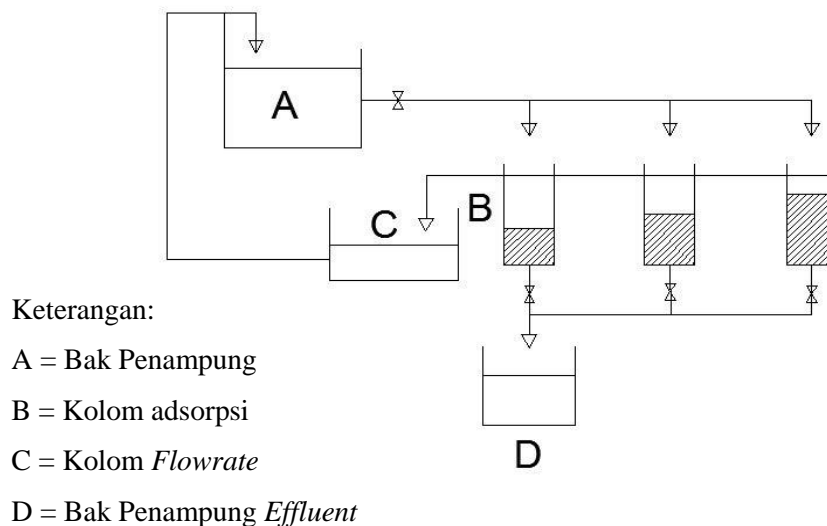 A
B
C
D
Keterangan:
A = Bak Penampung
B = Kolom adsorpsi
C = Kolom Flowrate
D = Bak Penampung Effluent